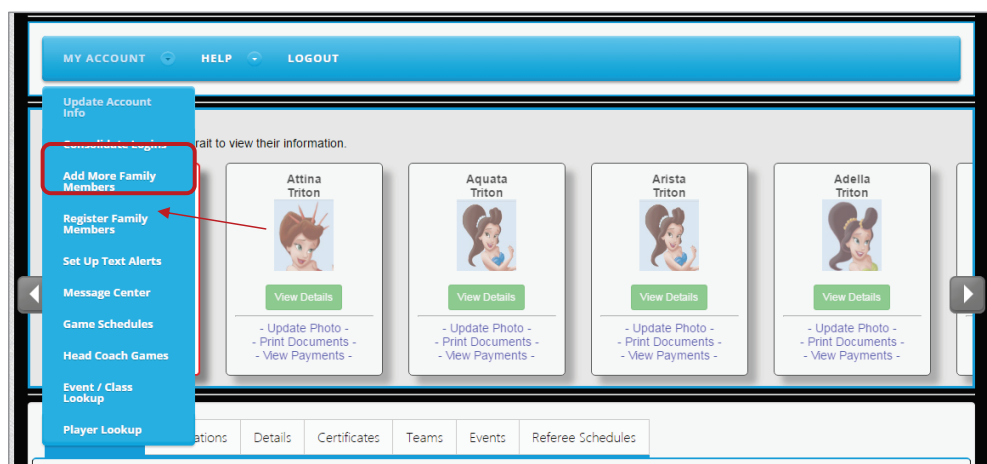 MY ACCOUNT HELP LOGOUT
Update Account
Info
Consolidate Logins
rait to view their information.
Add More Family
Members
Register Family
Members
Set Up Text Alerts
Message Center
Game Schedules
Head Coach Games
Event / Class
Lookup
Player Lookup
Attina
Triton
View Details
- Update Photo -
- Print Documents -
- View Payments -
Aquata
Triton
View Details
- Update Photo -
- Print Documents -
- View Payments -
Arista
Triton
View Details
- Update Photo -
- Print Documents -
- View Payments -
Adella
Triton
View Details
- Update Photo -
- Print Documents -
- View Payments -
ations Details Certificates Teams Events Referee Schedules